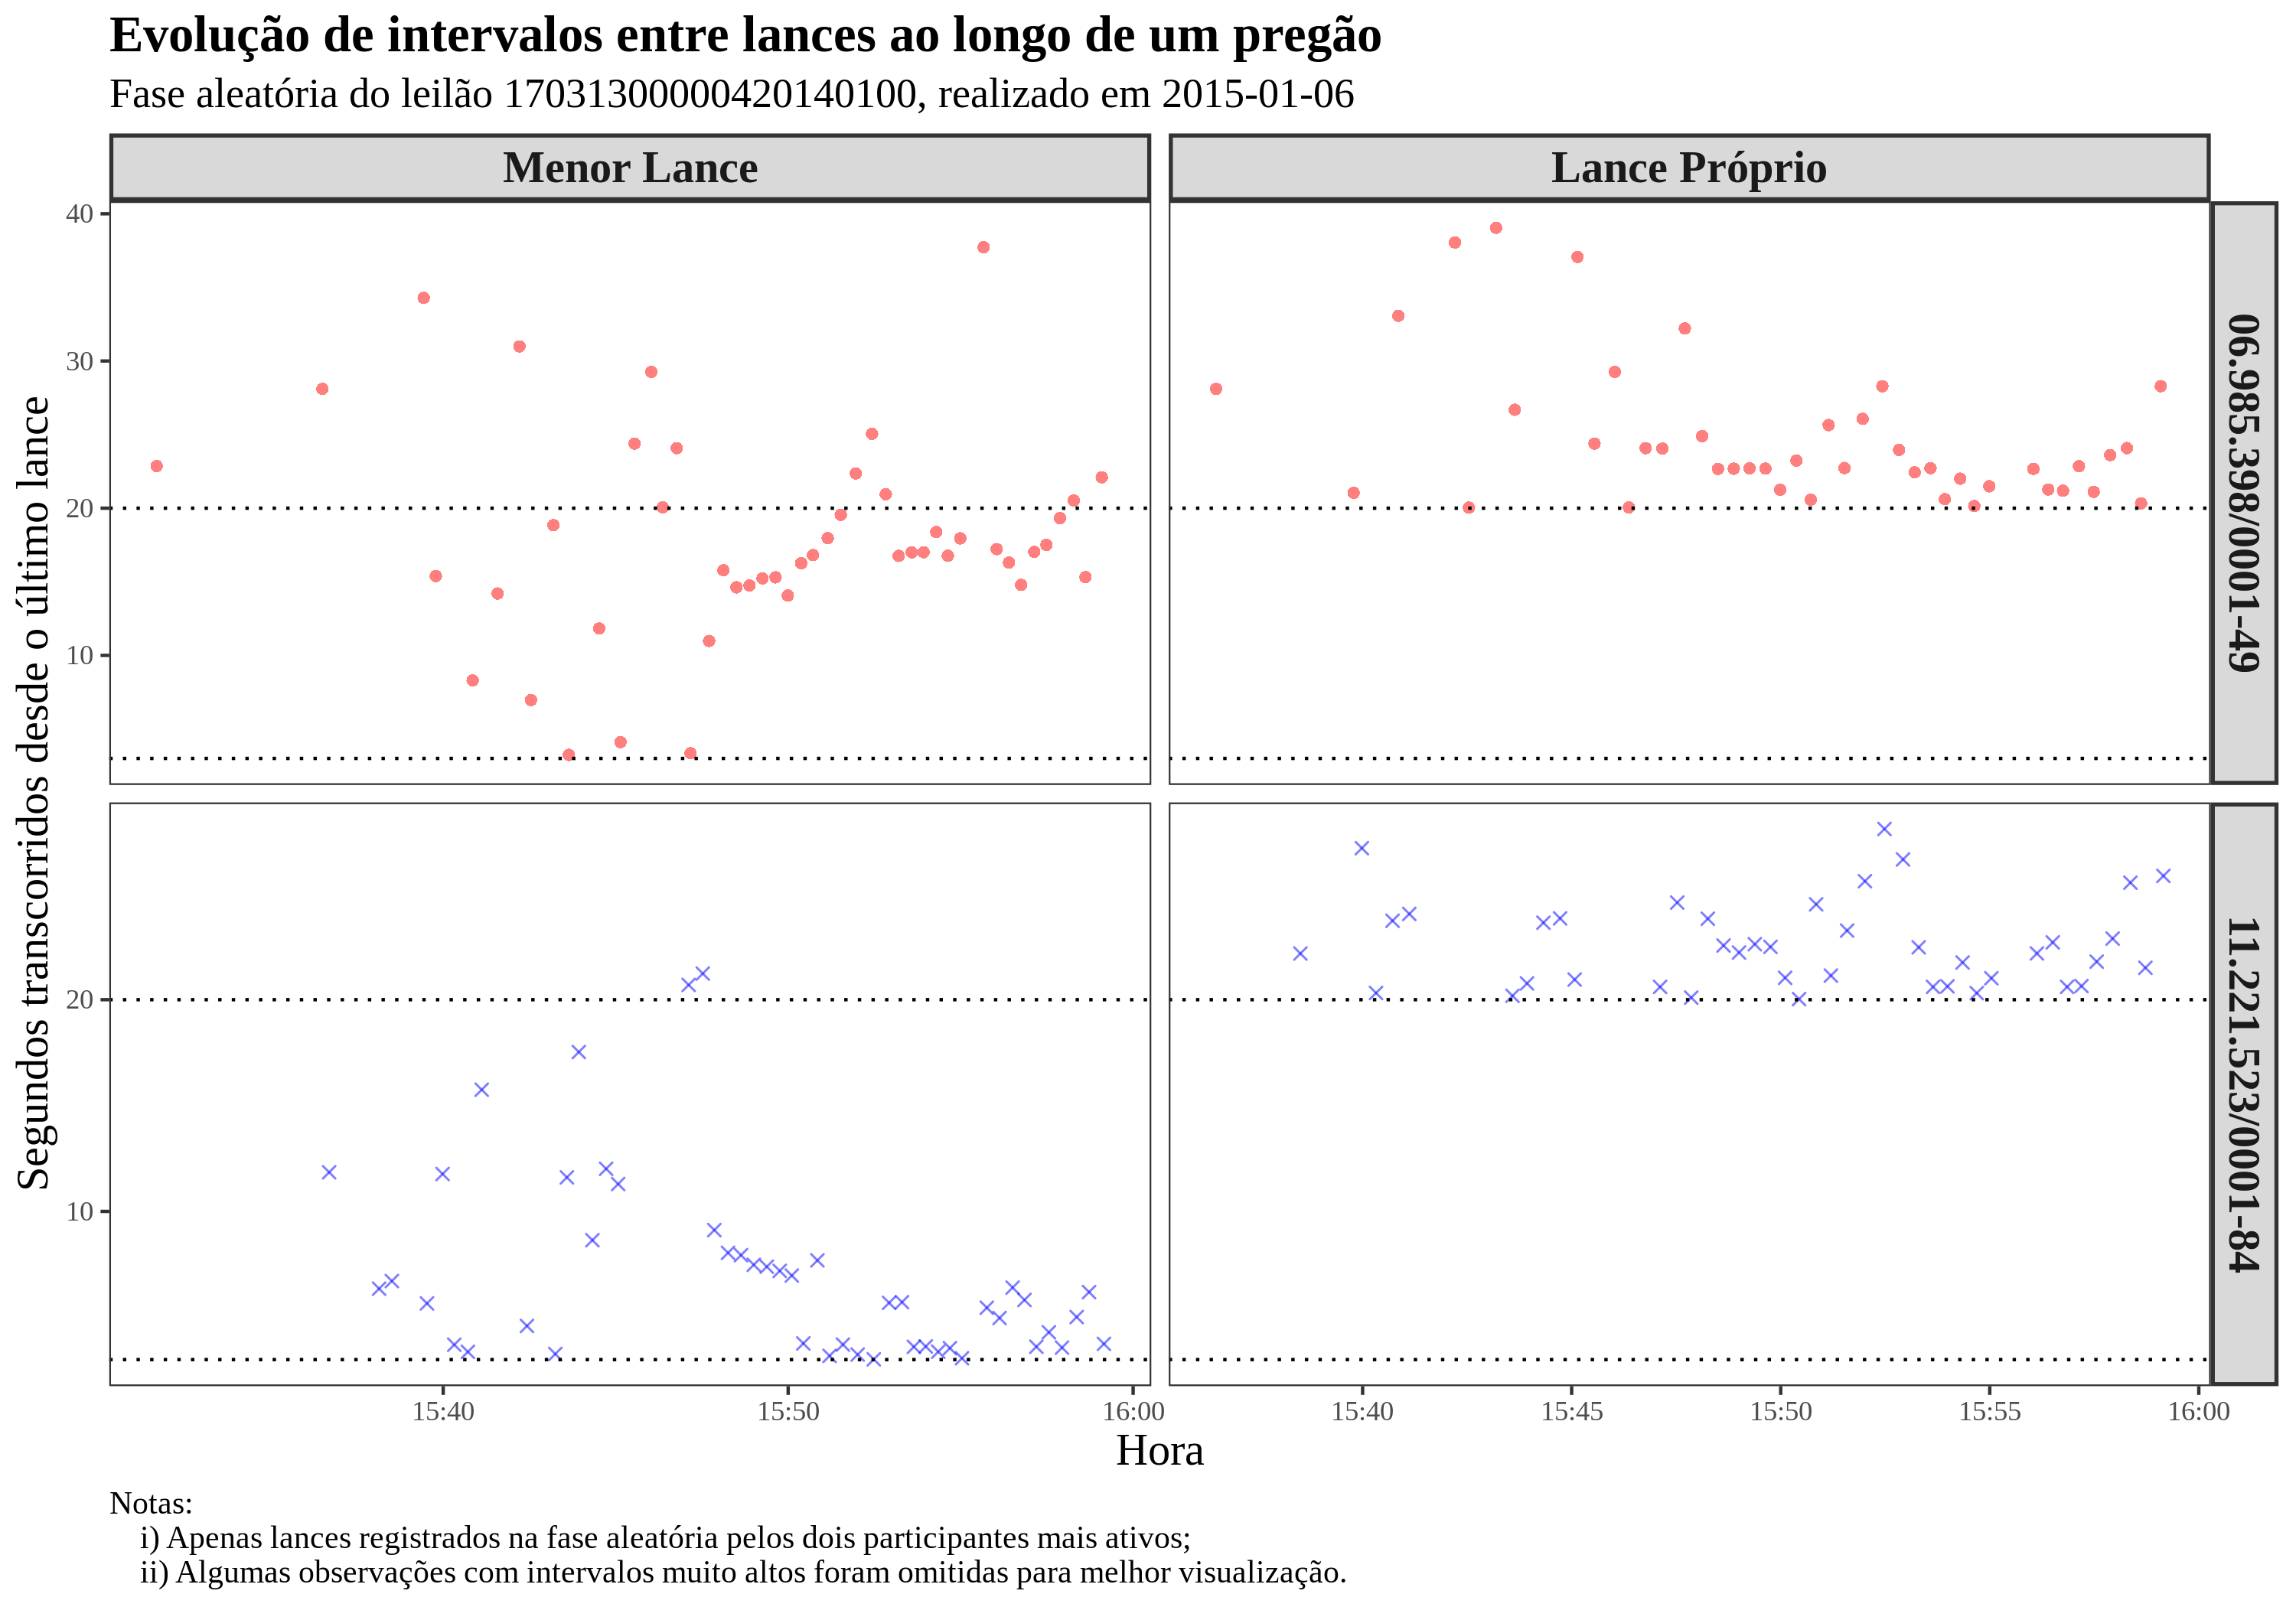 Evolução de intervalos entre lances ao longo de um pregão
Fase aleatória do leilão 17031300000420140100, realizado em 2015-01-06
Menor Lance
Lance Próprio
Segundos transcorridos desde o último lance
40
30
20
10
06.985.398/0001-49
20
10
11.221.523/0001-84
15:40
15:50
16:00
15:40
15:45
15:50
15:55
16:00
Hora
Notas:
i) Apenas lances registrados na fase aleatória pelos dois participantes mais ativos;
ii) Algumas observações com intervalos muito altos foram omitidas para melhor visualização.